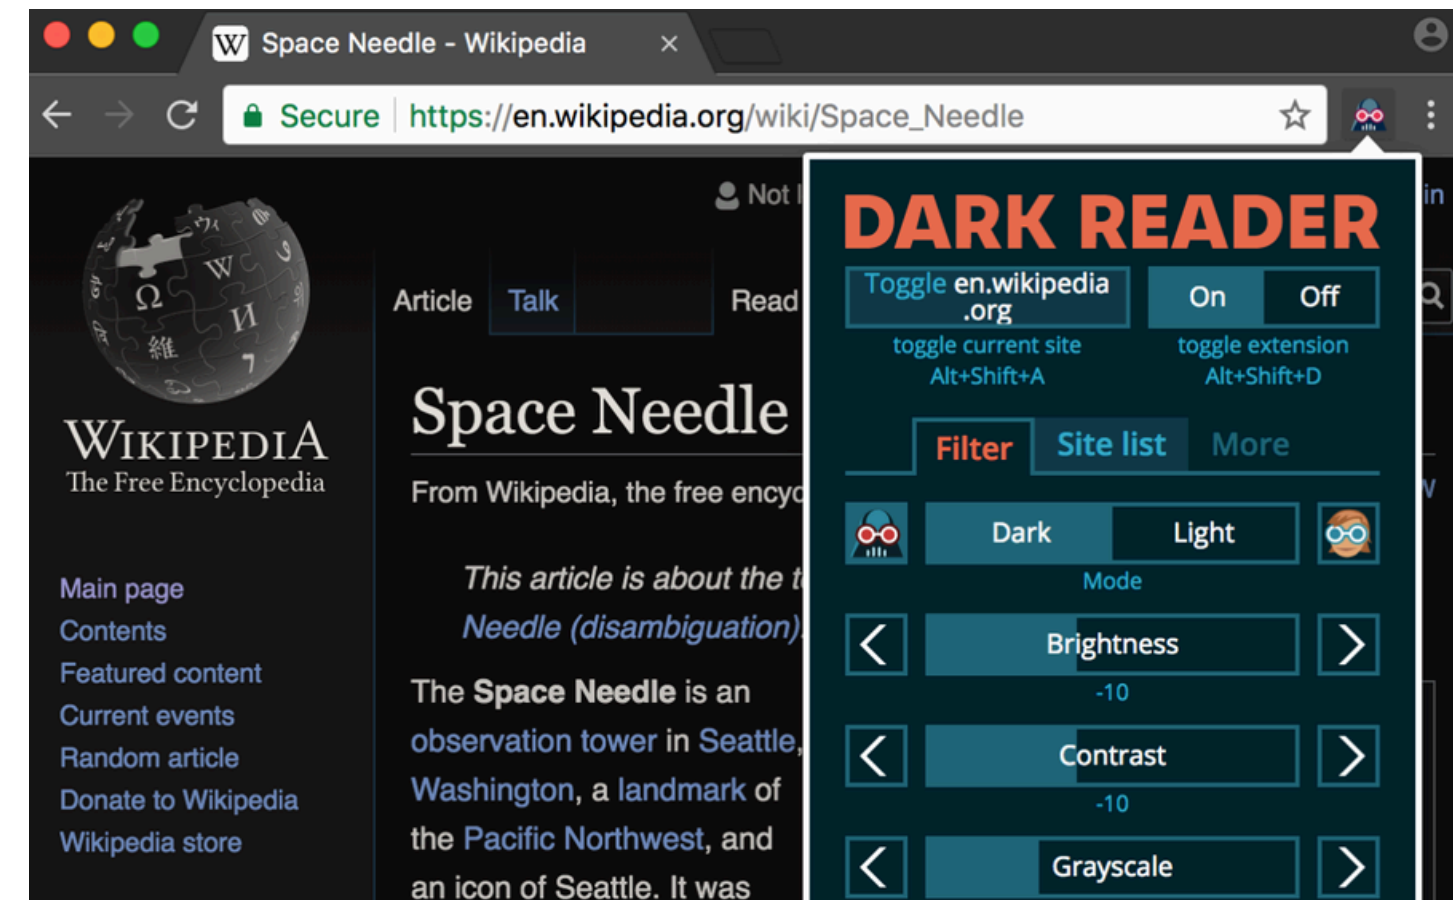 Space Needle - Wikipedia
Secure https://en.wikipedia.org/wiki/Space_Needle
Not l
in
Article Talk Read
WIKIPEDIA
The Free Encyclopedia
Main page
Contents
Featured content
Current events
Random article
Donate to Wikipedia
Wikipedia store
Space Needle
From Wikipedia, the free encyc
This article is about the t
Needle (disambiguation)
The Space Needle is an
observation tower in Seattle,
Washington, a landmark of
the Pacific Northwest, and
an icon of Seattle. It was
DARK READER
Toggle en.wikipedia
.org
On Off
toggle current site
Alt+Shift+A
toggle extension
Alt+Shift+D
Filter Site list More
Dark Light
Mode
Brightness
-10
Contrast
-10
Grayscale